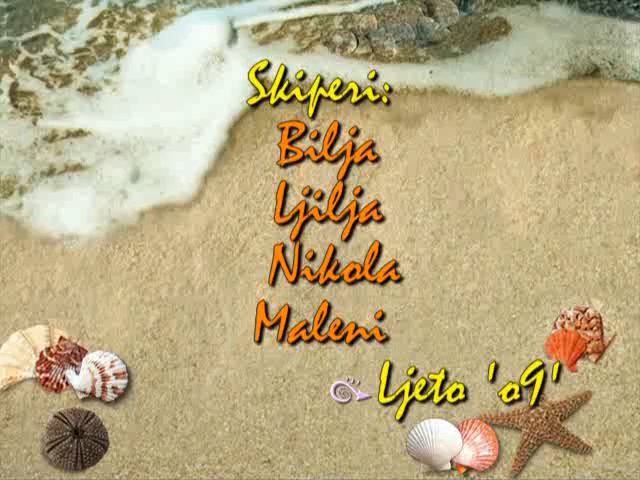 Skiperi:
Bilja
Ljilja
Nikola
Maleni
Ljeto 'o9'